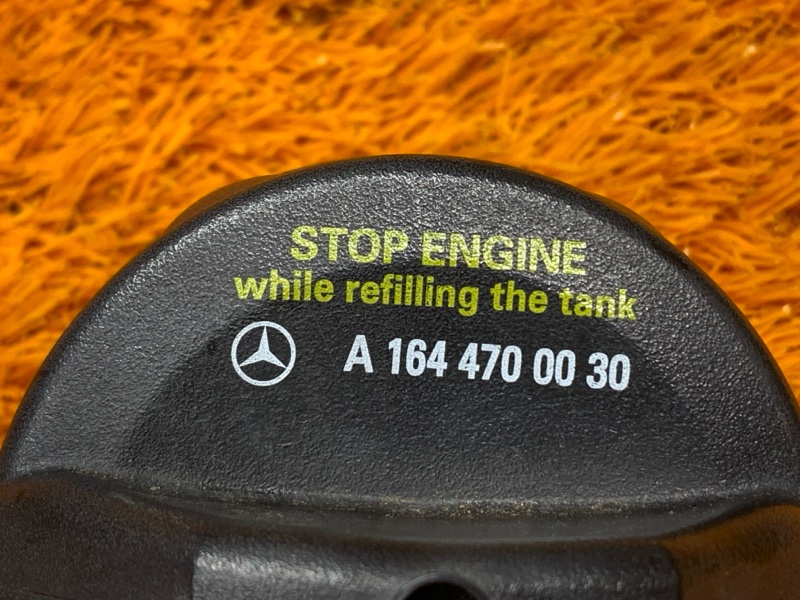 STOP ENGINE
while refilling the tank
A 164 470 00 30